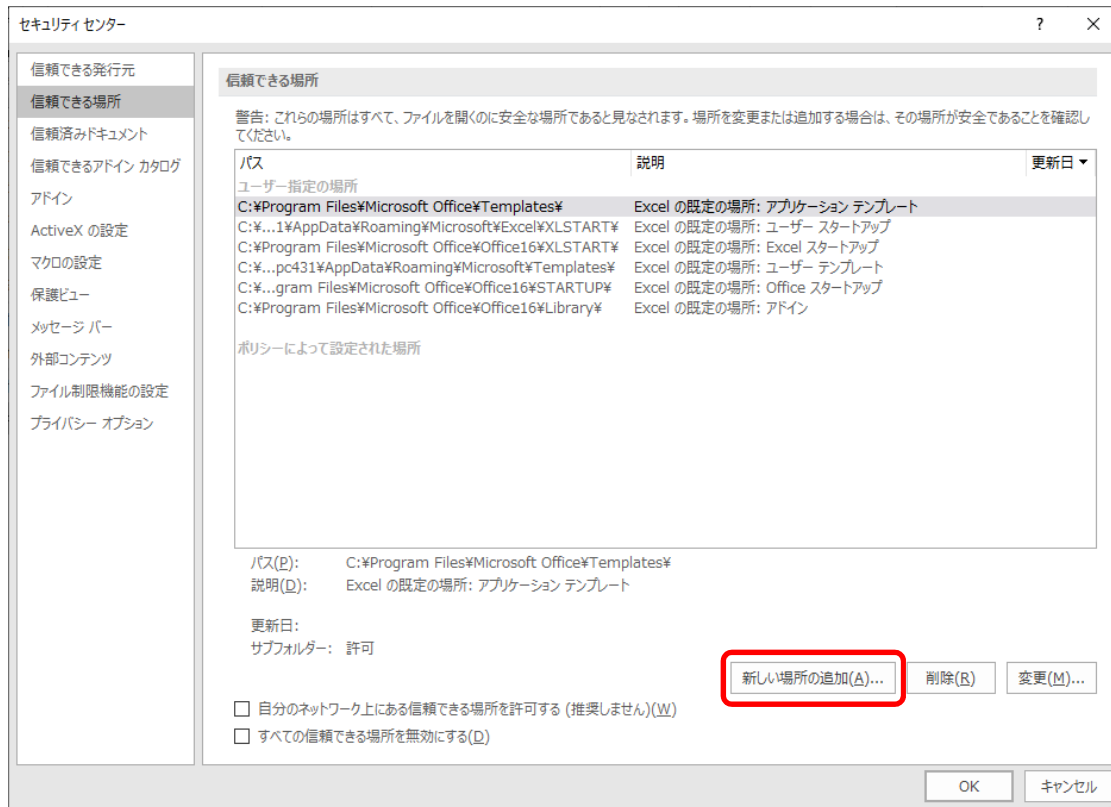 セキュリティ センター
信頼できる発行元
信頼できる場所
信頼済みドキュメント
信頼できるアドイン カタログ
アドイン
ActiveX の設定
マクロの設定
保護ビュー
メッセージ バー
外部コンテンツ
ファイル制限機能の設定
プライバシー オプション
信頼できる場所
警告: これらの場所はすべて、ファイルを開くのに安全な場所であると見なされます。場所を変更または追加する場合は、その場所が安全であることを確認し
てください。
パス 説明 更新日
ユーザー指定の場所
C:¥Program Files¥Microsoft Office¥Templates¥ Excel の既定の場所: アプリケーション テンプレート
C:¥...1¥AppData¥Roaming¥Microsoft¥Excel¥XLSTART¥ Excel の既定の場所: ユーザー スタートアップ
C:¥Program Files¥Microsoft Office¥Office16¥XLSTART¥ Excel の既定の場所: Excel スタートアップ
C:¥...pc431¥AppData¥Roaming¥Microsoft¥Templates¥ Excel の既定の場所: ユーザー テンプレート
C:¥...gram Files¥Microsoft Office¥Office16¥STARTUP¥ Excel の既定の場所: Office スタートアップ
C:¥Program Files¥Microsoft Office¥Office16¥Library¥ Excel の既定の場所: アドイン
ポリシーによって設定された場所
パス(P): C:¥Program Files¥Microsoft Office¥Templates¥
説明(D): Excel の既定の場所: アプリケーション テンプレート
更新日:
サブフォルダー: 許可
新しい場所の追加(A)... 削除(R) 変更(M)...
自分のネットワーク上にある信頼できる場所を許可する (推奨しません)(W)
すべての信頼できる場所を無効にする(D)
OK キャンセル